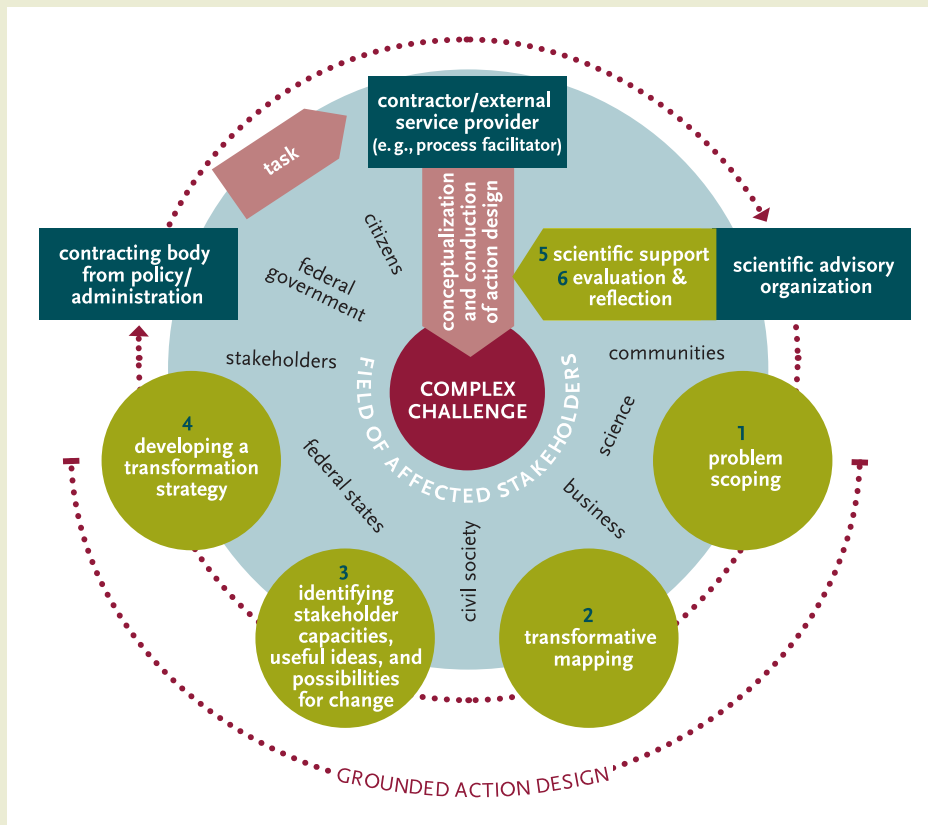 contractor/external
service provider
(e. g., process facilitator)
task
conceptualization
and conduction
of action design
citizens
federal
government
contracting body
from policy/
administration
5 scientific support
6 evaluation &
reflection
scientific advisory
organization
stakeholders
communities
COMPLEX
CHALLENGE
FIELD OF AFFECTED STAKEHOLDERS
science
1
problem
scoping
4
developing a
transformation
strategy
federal states
business
civil society
3
identifying
stakeholder
capacities,
useful ideas, and
possibilities
for change
2
transformative
mapping
GROUNDED ACTION DESIGN